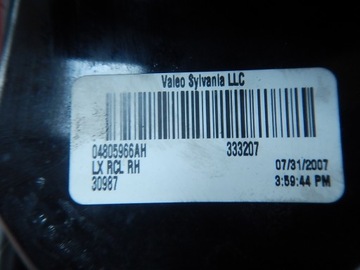 Valeo Sylvania LLC
04805966AH 333207
LX RCL RH 07/31/2007
30987 3:59:44 PM